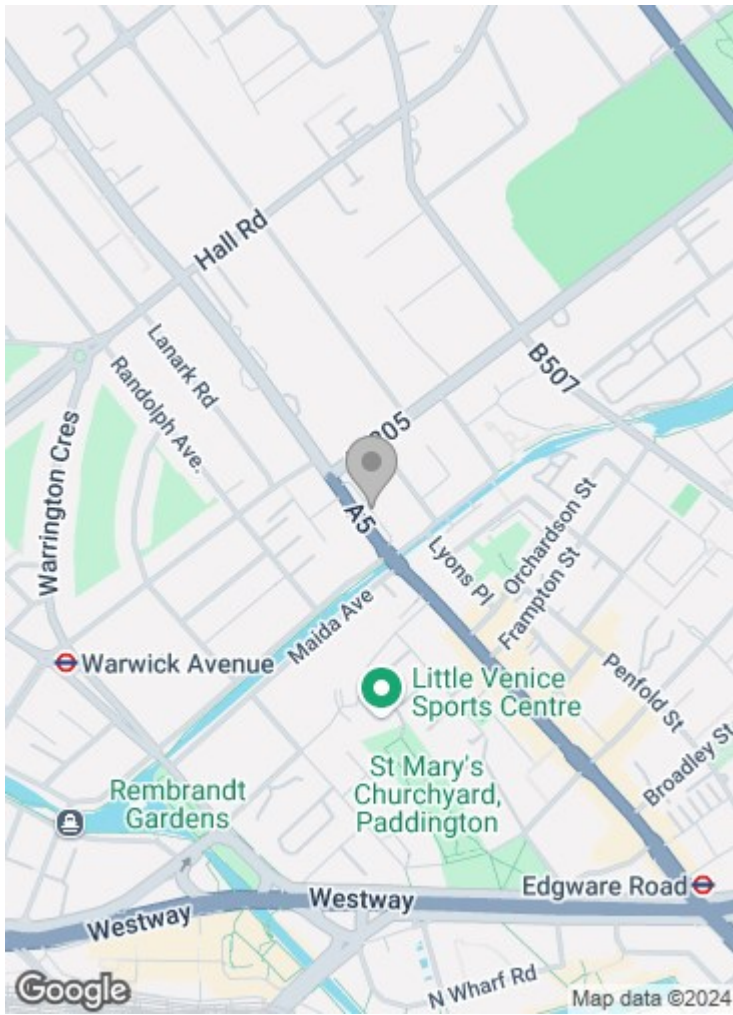 Hall Rd
Lanark Rd
Randolph Ave.
B507
Warrington Cres
A5
Lyons Pl
Orchardson St
Frampton St
Maida Ave
Warwick Avenue
Little Venice
Sports Centre
Penfold St
Broadley St
St Mary's
Churchyard,
Paddington
Rembrandt
Gardens
Edgware Road
Westway
Westway
N Wharf Rd
Google
Map data ©2024